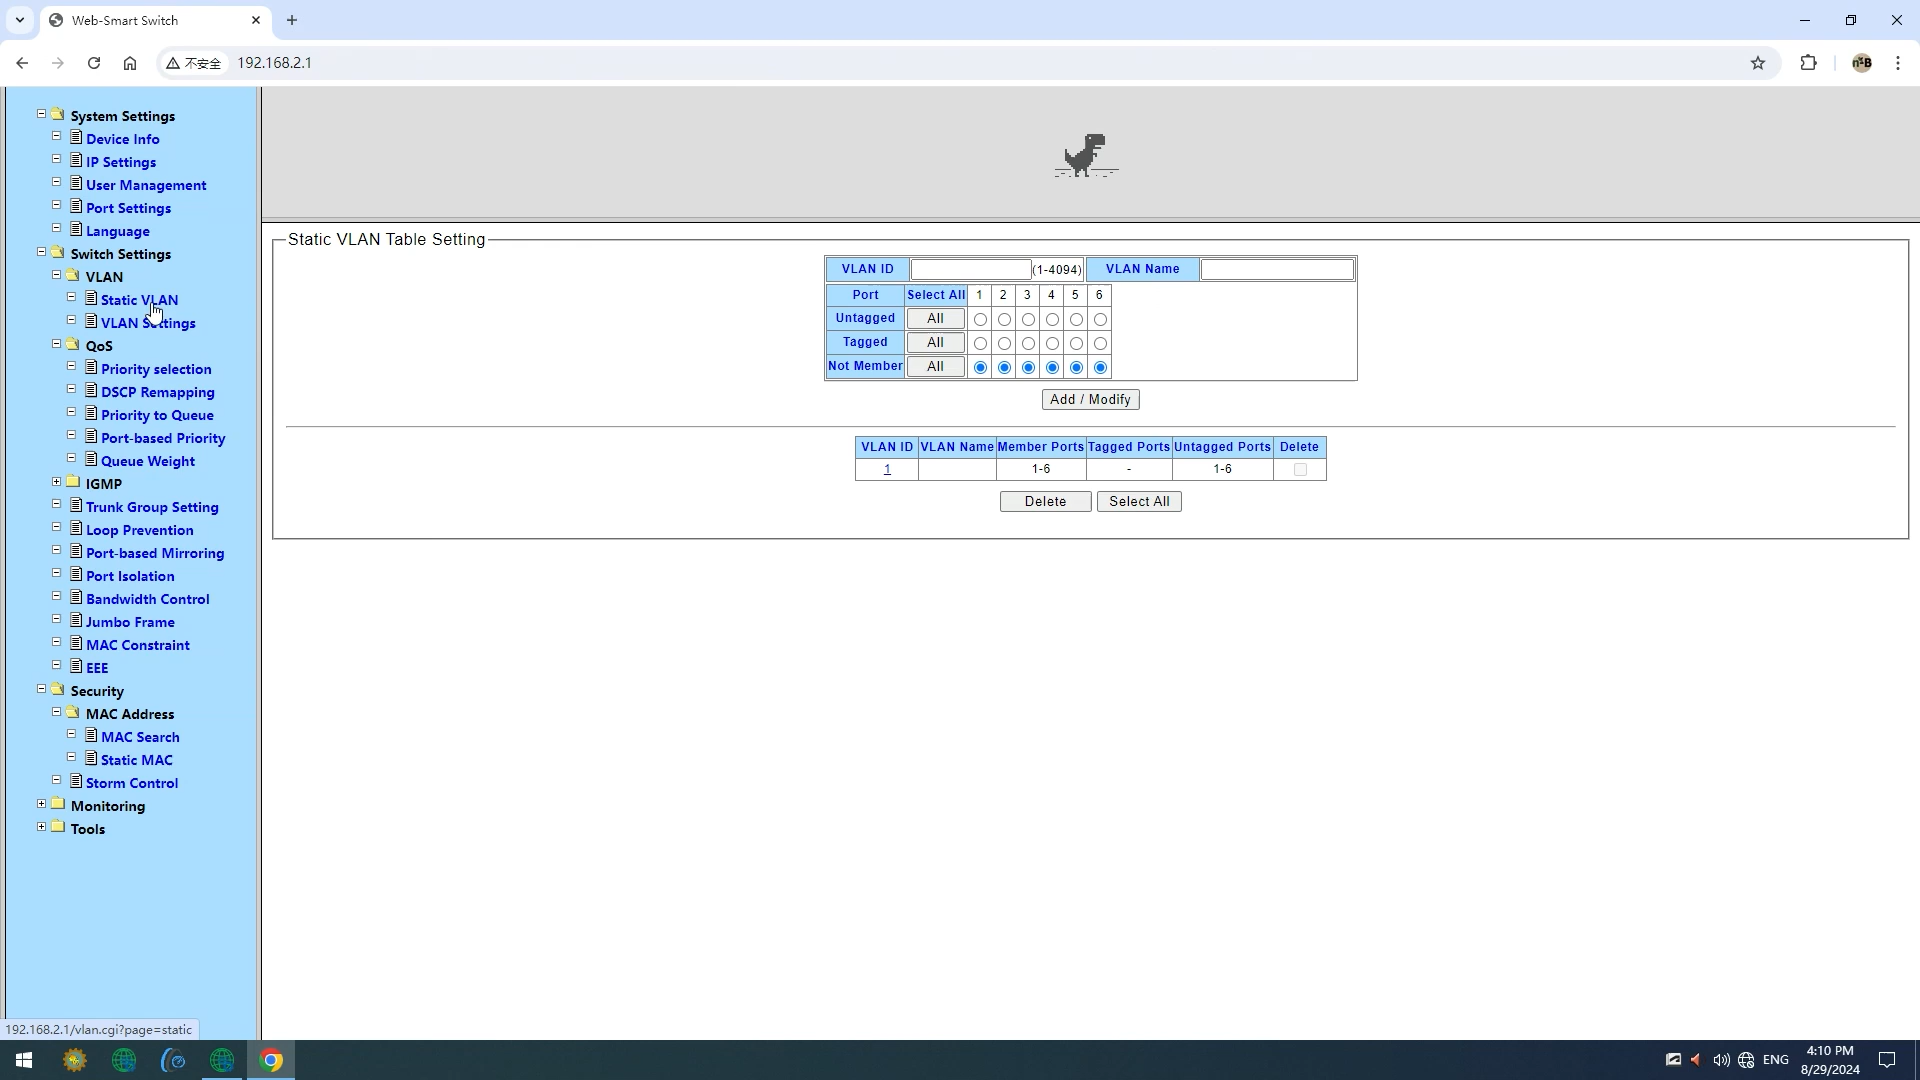 Web-Smart Switch
不安全 192.168.2.1
System Settings
Device Info
IP Settings
User Management
Port Settings
Language
Switch Settings
VLAN
Static VLAN
VLAN Settings
QoS
Priority selection
DSCP Remapping
Priority to Queue
Port-based Priority
Queue Weight
IGMP
Trunk Group Setting
Loop Prevention
Port-based Mirroring
Port Isolation
Bandwidth Control
Jumbo Frame
MAC Constraint
EEE
Security
MAC Address
MAC Search
Static MAC
Storm Control
Monitoring
Tools
Static VLAN Table Setting
VLAN ID (1-4094) VLAN Name
Port Select All 1 2 3 4 5 6
Untagged All
Tagged All
Not Member All
Add / Modify
VLAN ID VLAN Name Member Ports Tagged Ports Untagged Ports Delete
1 1-6 - 1-6
Delete Select All
192.168.2.1/vlan.cgi?page=static
ENG
4:10 PM
8/29/2024